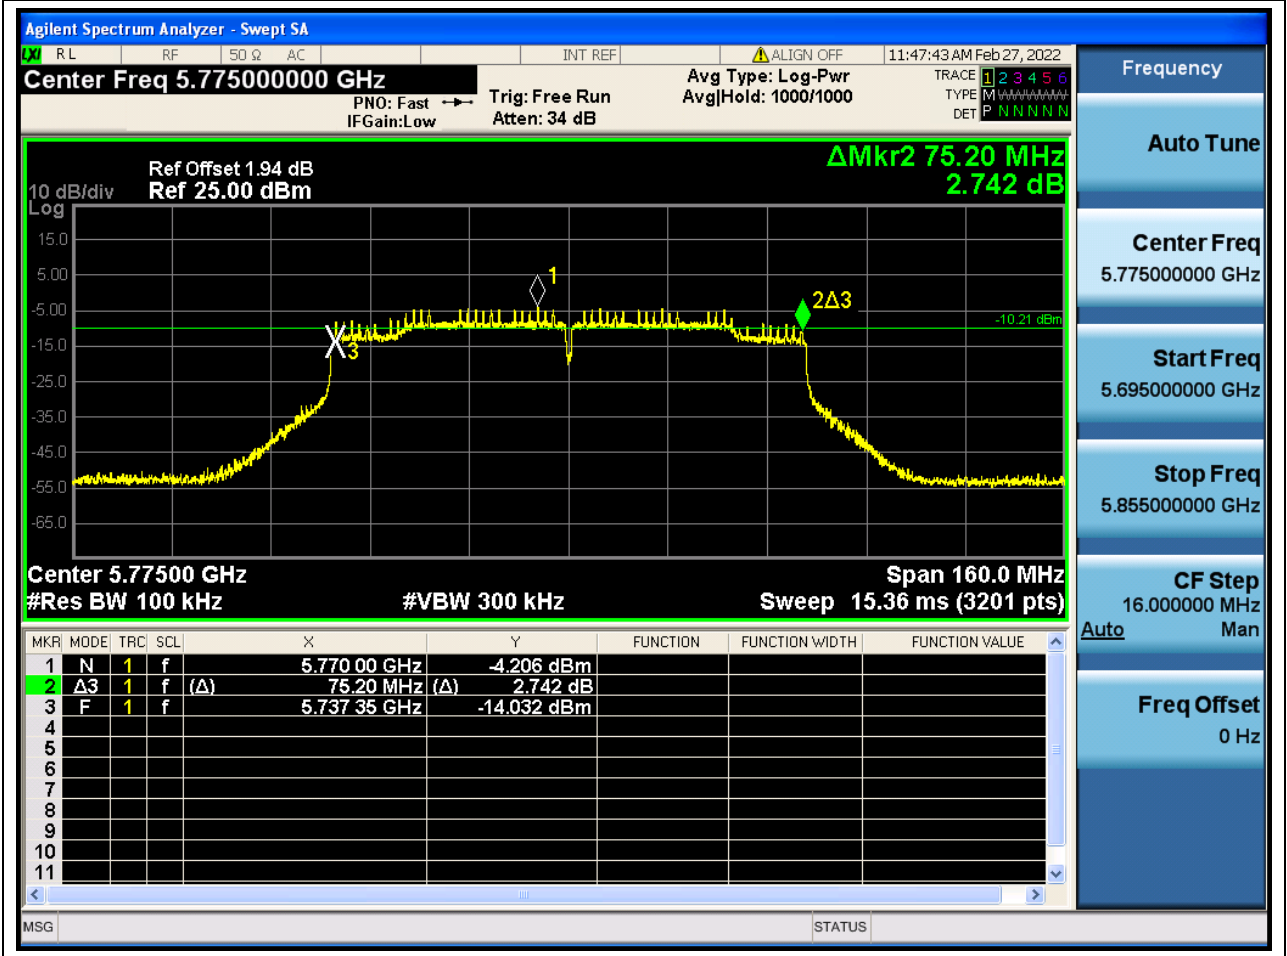 Agilent Spectrum Analyzer - Swept SA
LXI RL RF 50 Ω AC INT REF ALIGN OFF 11:47:43 AM Feb 27, 2022
Center Freq 5.775000000 GHz
PNO: Fast
IFGain:Low
Trig: Free Run
Atten: 34 dB
Avg Type: Log-Pwr
Avg|Hold: 1000/1000
TRACE 1 2 3 4 5 6
TYPE M
DET P N N N N N
ΔMkr2 75.20 MHz
2.742 dB
Ref Offset 1.94 dB
10 dB/div Ref 25.00 dBm
Log
15.0
5.00
-5.00
-15.0
-25.0
-35.0
-45.0
-55.0
-65.0
1
2Δ3
3
-10.21 dBm
Center 5.77500 GHz Span 160.0 MHz
#Res BW 100 kHz #VBW 300 kHz Sweep 15.36 ms (3201 pts)
MKR MODE TRC SCL X Y FUNCTION FUNCTION WIDTH FUNCTION VALUE
1 N 1 f 5.770 00 GHz -4.206 dBm
2 Δ3 1 f (Δ) 75.20 MHz (Δ) 2.742 dB
3 F 1 f 5.737 35 GHz -14.032 dBm
4
5
6
7
8
9
10
11
MSG STATUS
Frequency
Auto Tune
Center Freq
5.775000000 GHz
Start Freq
5.695000000 GHz
Stop Freq
5.855000000 GHz
CF Step
16.000000 MHz
Auto Man
Freq Offset
0 Hz